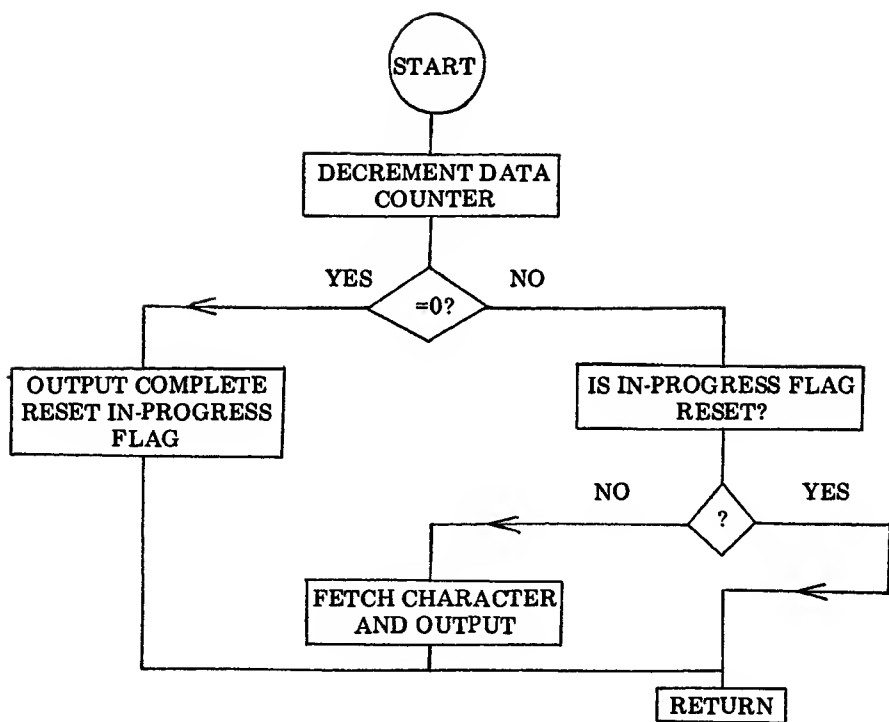 START
DECREMENT DATA
COUNTER
YES
NO
=0?
OUTPUT COMPLETE
RESET IN-PROGRESS
FLAG
IS IN-PROGRESS FLAG
RESET?
NO
YES
?
FETCH CHARACTER
AND OUTPUT
RETURN